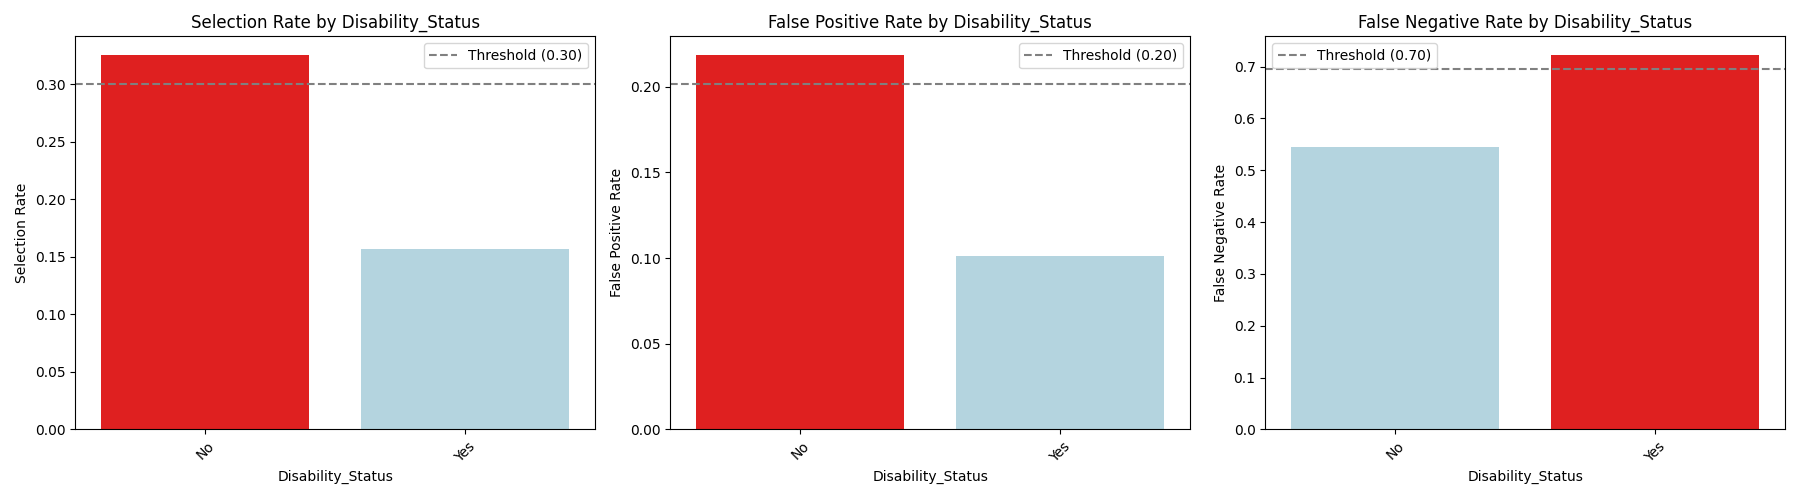 Selection Rate by Disability_Status
Threshold (0.30)
Selection Rate
0.30
0.25
0.20
0.15
0.10
0.05
0.00
No
Yes
Disability_Status
False Positive Rate by Disability_Status
Threshold (0.20)
False Positive Rate
0.20
0.15
0.10
0.05
0.00
No
Yes
Disability_Status
False Negative Rate by Disability_Status
Threshold (0.70)
False Negative Rate
0.7
0.6
0.5
0.4
0.3
0.2
0.1
0.0
No
Yes
Disability_Status